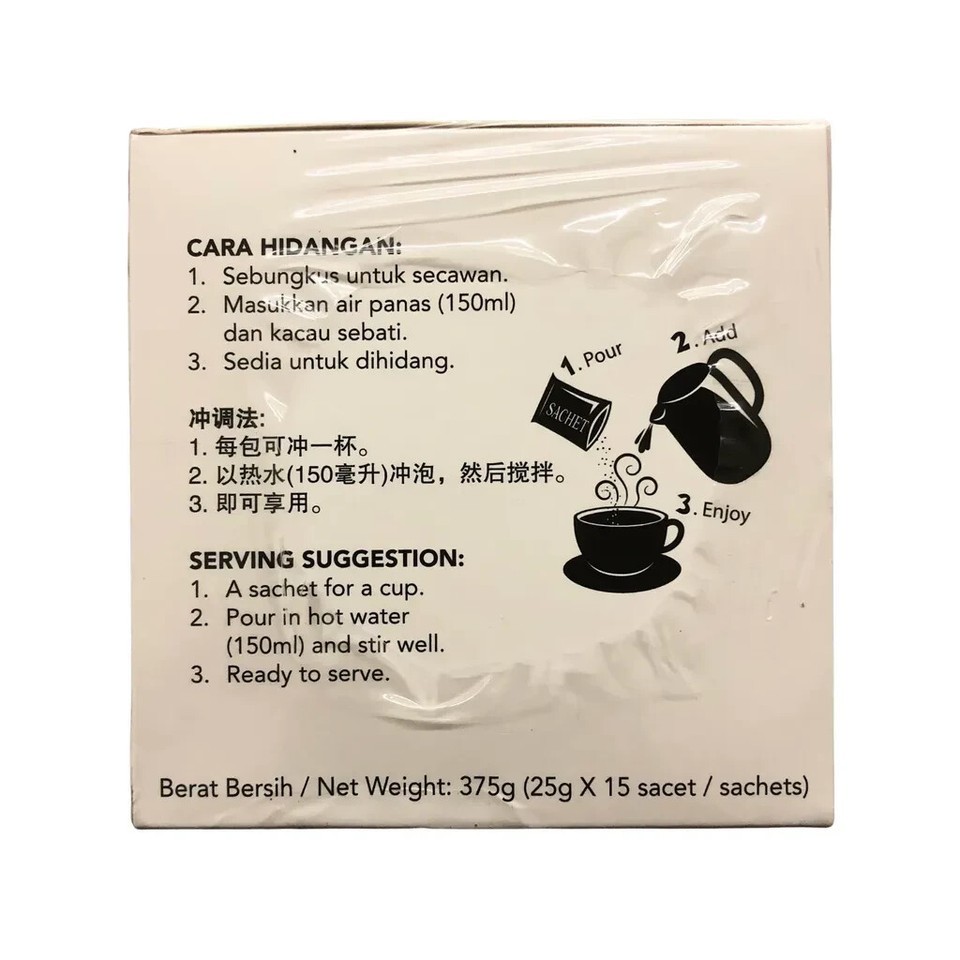 CARA HIDANGAN:
1. Sebungkus untuk secawan.
2. Masukkan air panas (150ml)
dan kacau sebati.
3. Sedia untuk dihidang.
冲调法:
1. 每包可冲一杯。
2. 以热水(150毫升)冲泡，然后搅拌。
3. 即可享用。
SERVING SUGGESTION:
1. A sachet for a cup.
2. Pour in hot water
(150ml) and stir well.
3. Ready to serve.
1. Pour
2. Add
SACHET
3. Enjoy
Berat Bersih / Net Weight: 375g (25g X 15 sacet / sachets)